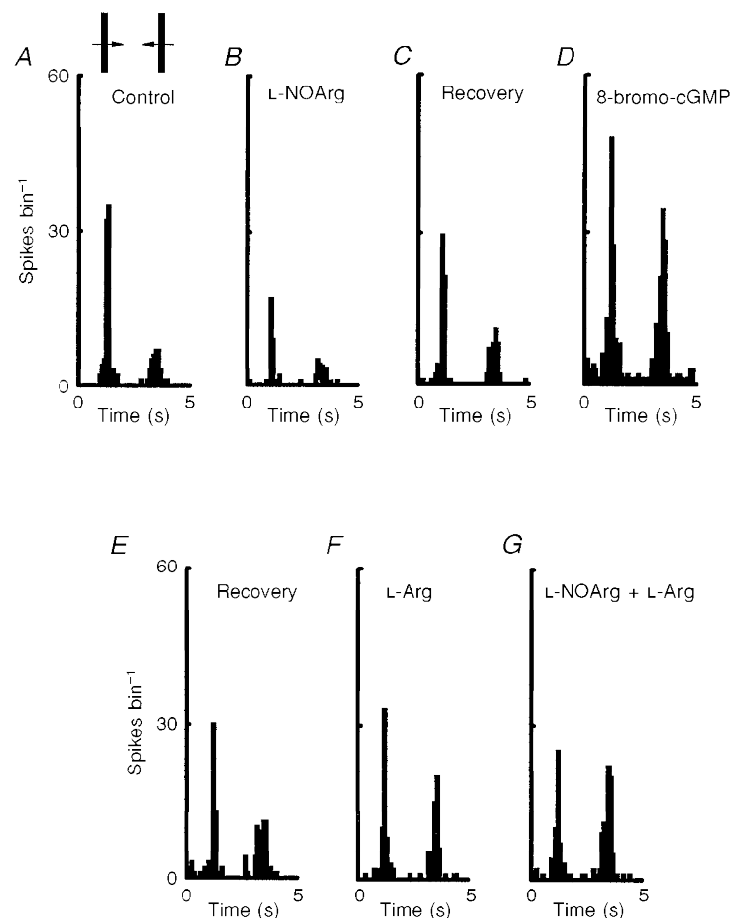 A B C D
Control ʟ-NOArg Recovery 8-bromo-cGMP
60
30
0
Spikes bin⁻¹
0 5 0 5 0 5 0 5
Time (s) Time (s) Time (s) Time (s)
E F G
Recovery ʟ-Arg ʟ-NOArg + ʟ-Arg
60
30
0
Spikes bin⁻¹
0 5 0 5 0 5
Time (s) Time (s) Time (s)